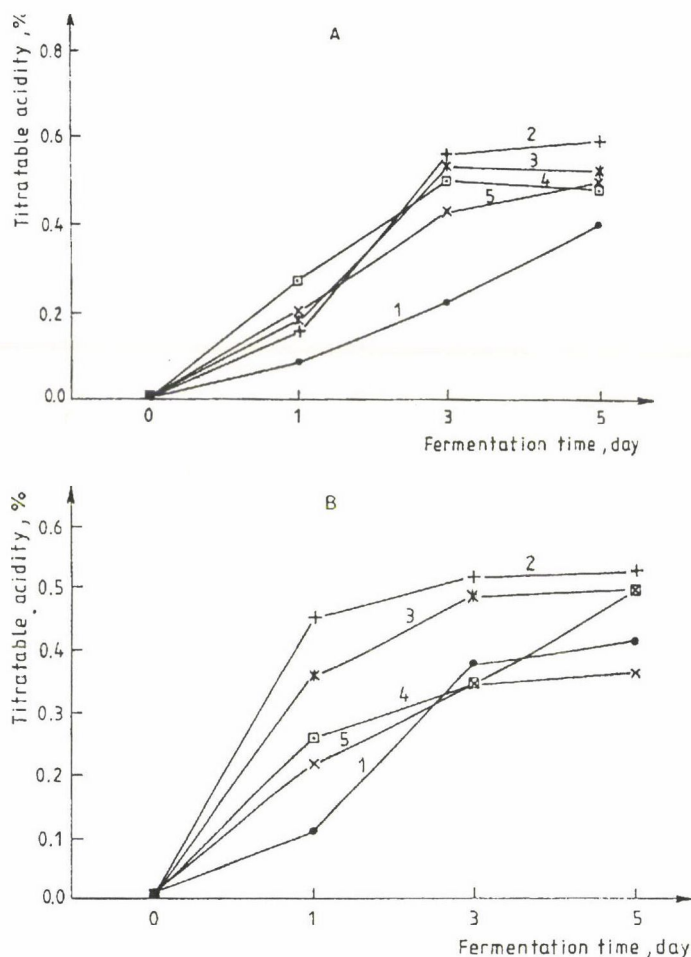 A
Titratable acidity, %
0.8
0.6
0.4
0.2
0.0
2
3
4
5
1
0 1 3 5
Fermentation time, day
B
Titratable acidity, %
0.6
0.5
0.4
0.3
0.2
0.1
0.0
2
3
4
5
1
0 1 3 5
Fermentation time, day